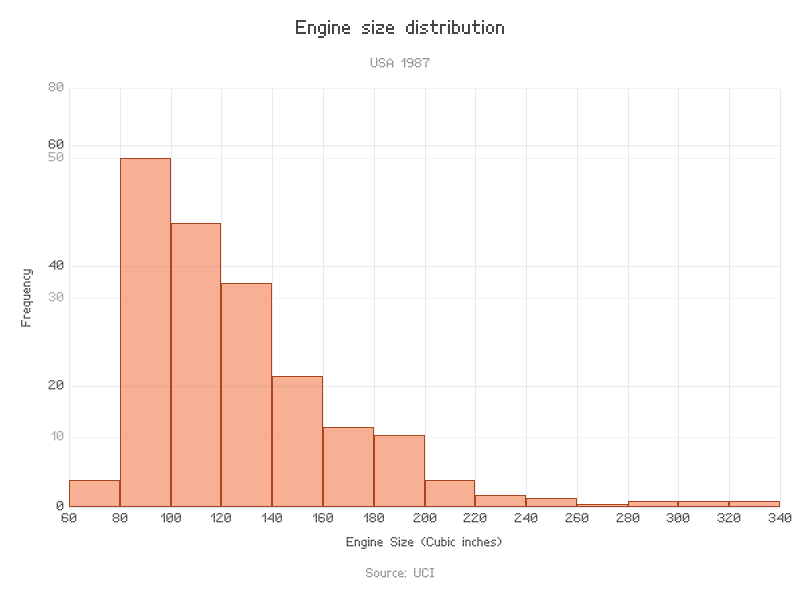 Engine size distribution
USA 1987
80
60
50
40
30
20
10
0
Frequency
60 80 100 120 140 160 180 200 220 240 260 280 300 320 340
Engine Size (Cubic inches)
Source: UCI